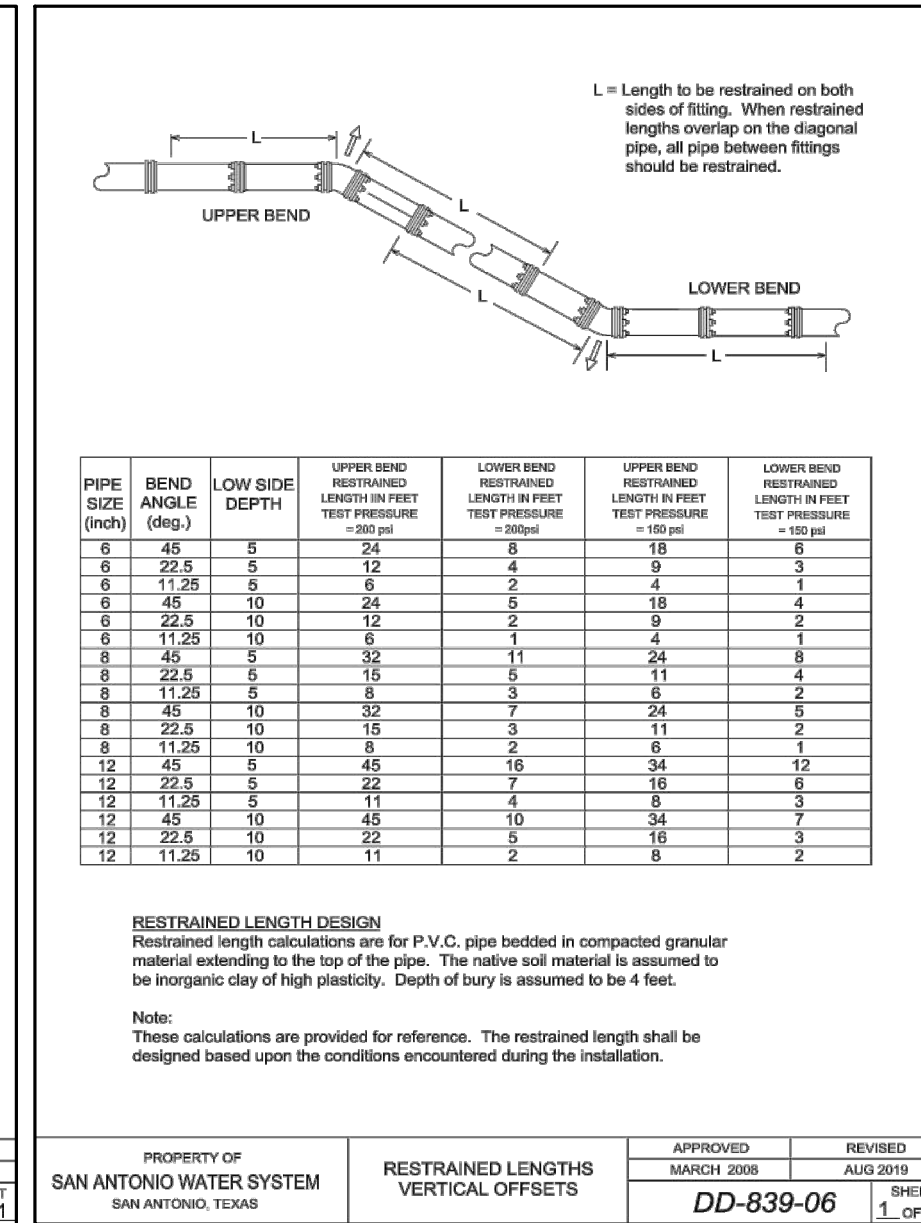 L = Length to be restrained on both
sides of fitting. When restrained
lengths overlap on the diagonal
pipe, all pipe between fittings
should be restrained.
L
UPPER BEND
L
L
LOWER BEND
L
PIPE SIZE (inch) BEND ANGLE (deg.) LOW SIDE DEPTH UPPER BEND RESTRAINED LENGTH IIN FEET TEST PRESSURE = 200 psi LOWER BEND RESTRAINED LENGTH IN FEET TEST PRESSURE = 200psi UPPER BEND RESTRAINED LENGTH IN FEET TEST PRESSURE = 150 psi LOWER BEND RESTRAINED LENGTH IN FEET TEST PRESSURE = 150 psi
6 45 5 24 8 18 6
6 22.5 5 12 4 9 3
6 11.25 5 6 2 4 1
6 45 10 24 5 18 4
6 22.5 10 12 2 9 2
6 11.25 10 6 1 4 1
8 45 5 32 11 24 8
8 22.5 5 15 5 11 4
8 11.25 5 8 3 6 2
8 45 10 32 7 24 5
8 22.5 10 15 3 11 2
8 11.25 10 8 2 6 1
12 45 5 45 16 34 12
12 22.5 5 22 7 16 6
12 11.25 5 11 4 8 3
12 45 10 45 10 34 7
12 22.5 10 22 5 16 3
12 11.25 10 11 2 8 2
RESTRAINED LENGTH DESIGN
Restrained length calculations are for P.V.C. pipe bedded in compacted granular
material extending to the top of the pipe. The native soil material is assumed to
be inorganic clay of high plasticity. Depth of bury is assumed to be 4 feet.
Note:
These calculations are provided for reference. The restrained length shall be
designed based upon the conditions encountered during the installation.
PROPERTY OF
SAN ANTONIO WATER SYSTEM
SAN ANTONIO, TEXAS
RESTRAINED LENGTHS
VERTICAL OFFSETS
APPROVED REVISED
MARCH 2008 AUG 2019
DD-839-06
1 OF